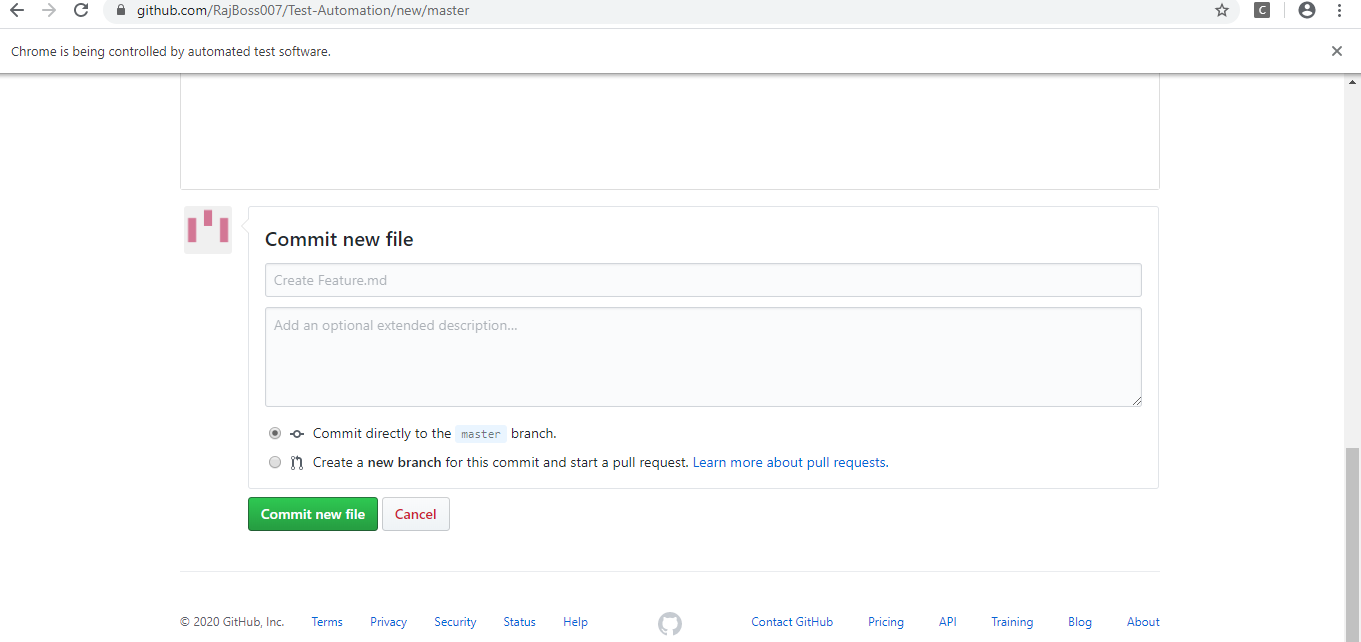 github.com/RajBoss007/Test-Automation/new/master
C
Chrome is being controlled by automated test software.
Commit new file
Create Feature.md
Add an optional extended description...
Commit directly to the master branch.
Create a new branch for this commit and start a pull request. Learn more about pull requests.
Commit new file Cancel
© 2020 GitHub, Inc. Terms Privacy Security Status Help Contact GitHub Pricing API Training Blog About